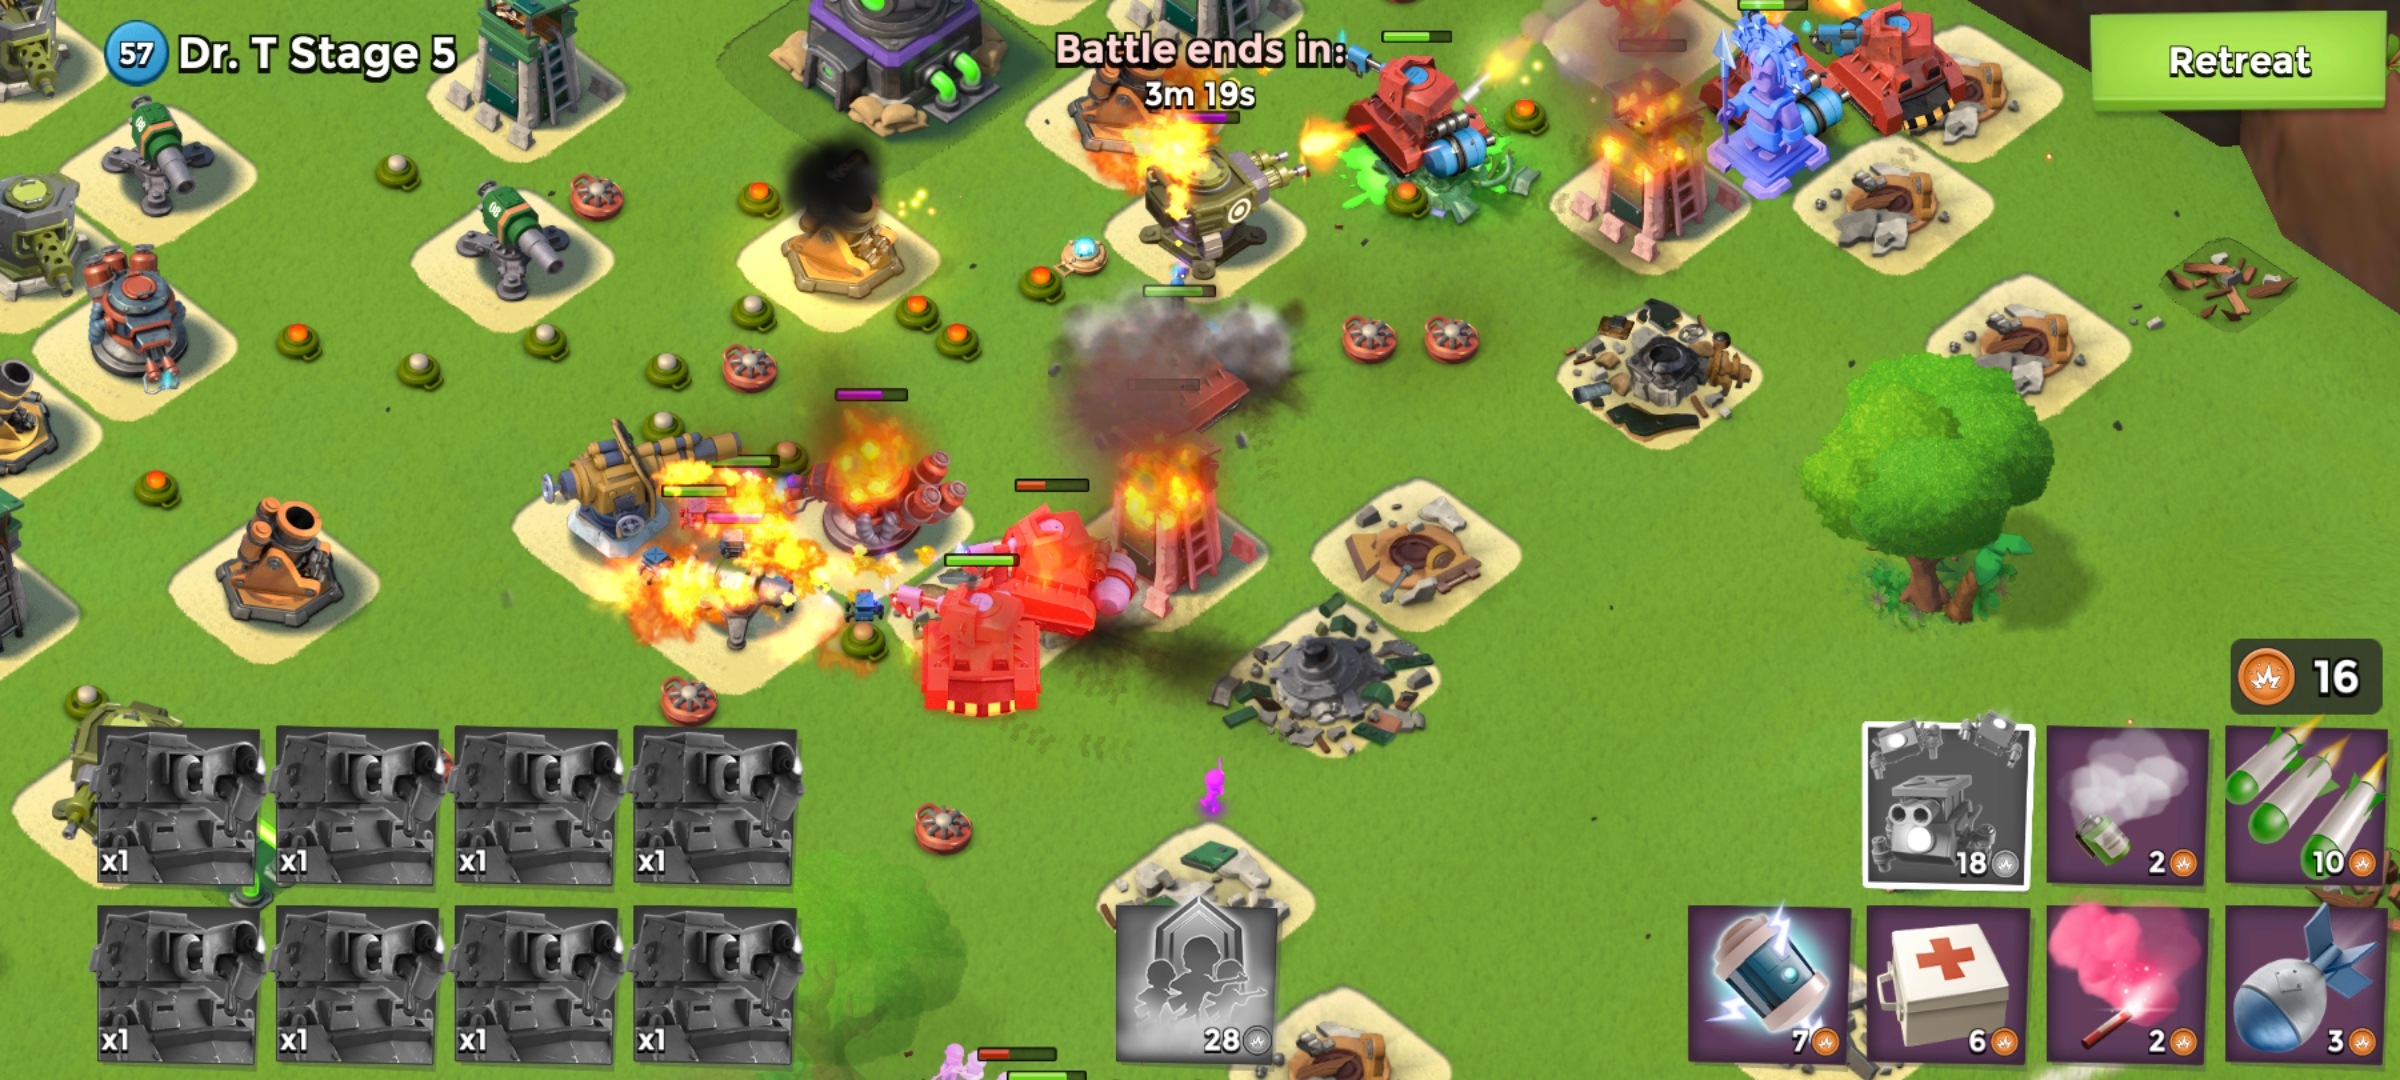 57 Dr. T Stage 5
Battle ends in:
3m 19s
Retreat
16
18
2
10
x1
x1
x1
x1
x1
x1
x1
x1
28
7
6
2
3